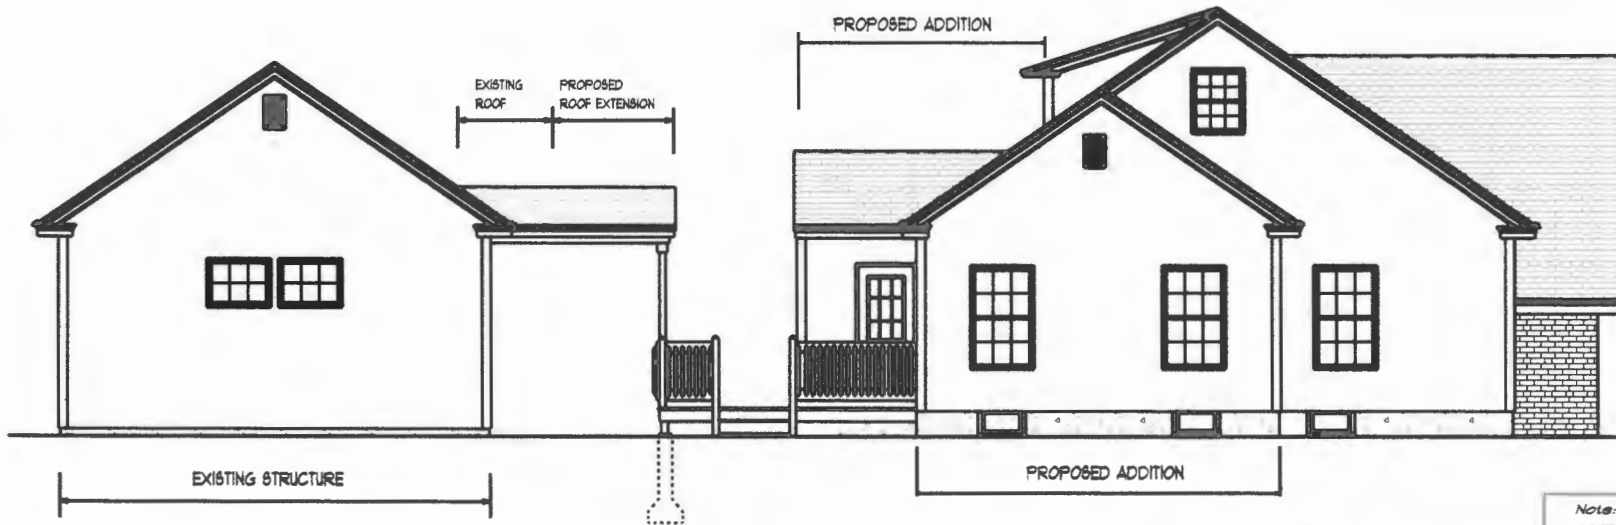 PROPOSED ADDITION
EXISTING
ROOF
PROPOSED
ROOF EXTENSION
EXISTING STRUCTURE
PROPOSED ADDITION
Note: